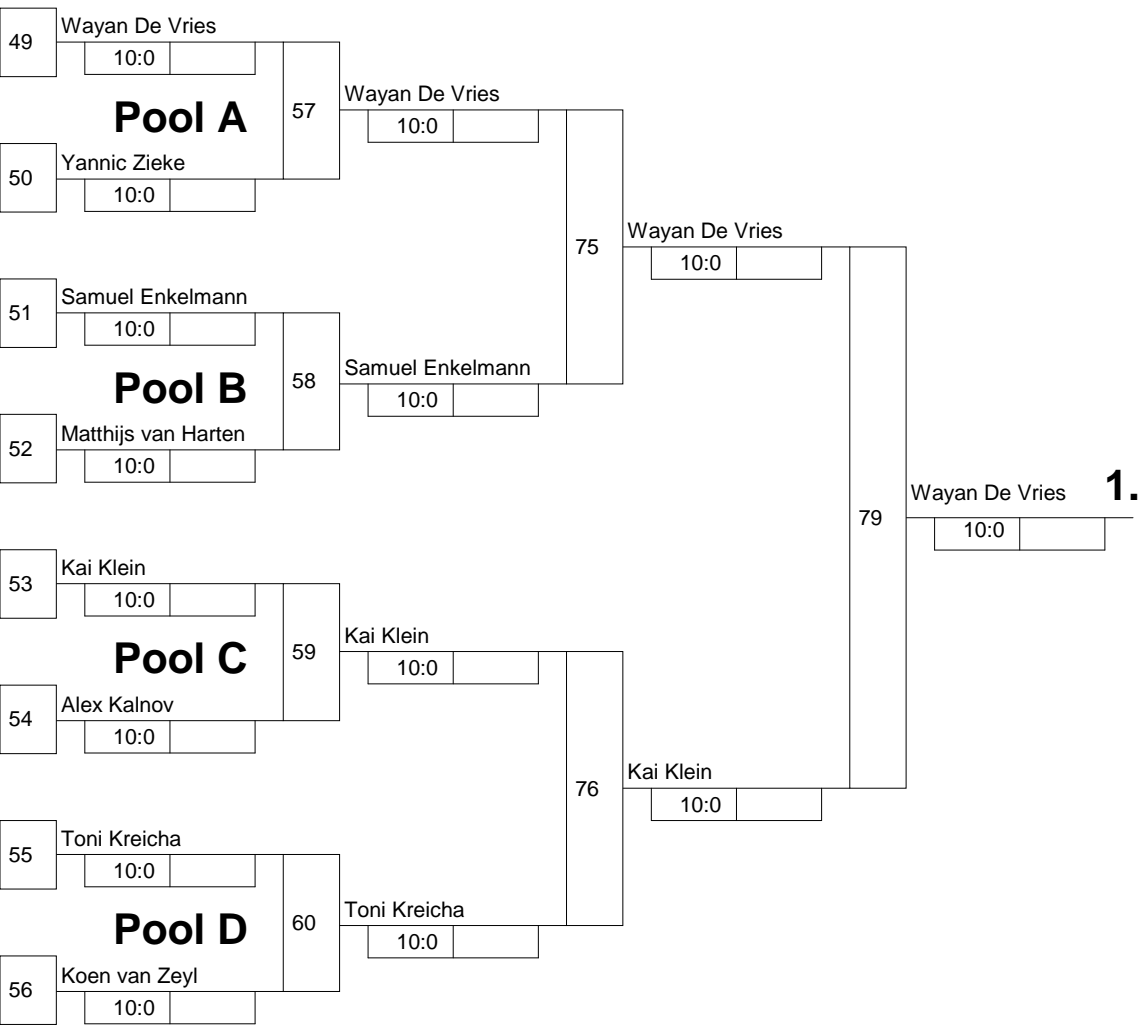 Wayan De Vries
49
10:0
Wayan De Vries
Pool A
57
10:0
Yannic Zieke
50
10:0
Wayan De Vries
75
10:0
Samuel Enkelmann
51
10:0
Samuel Enkelmann
Pool B
58
10:0
Matthijs van Harten
52
10:0
Wayan De Vries
1.
79
10:0
Kai Klein
53
10:0
Kai Klein
Pool C
59
10:0
Alex Kalnov
54
10:0
Kai Klein
76
10:0
Toni Kreicha
55
10:0
Toni Kreicha
Pool D
60
10:0
Koen van Zeyl
56
10:0